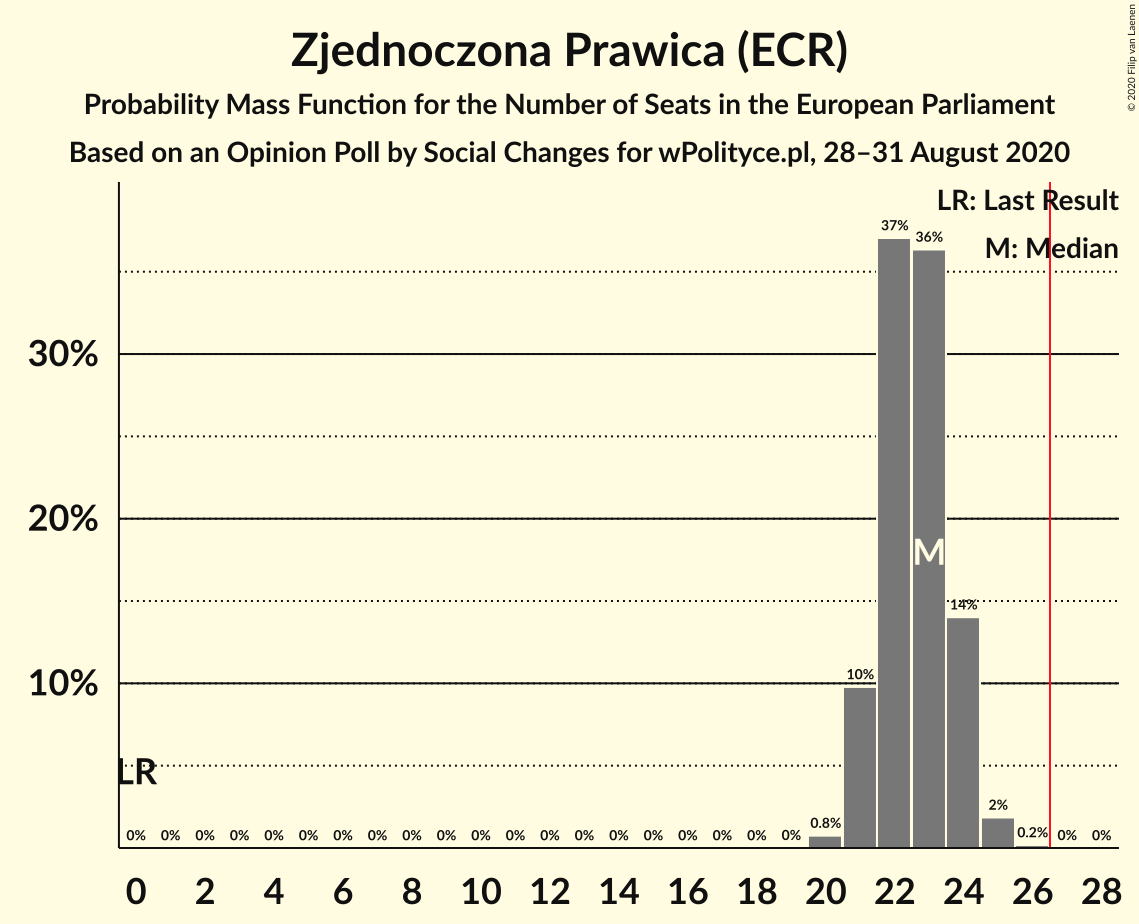 Zjednoczona Prawica (ECR)
Probability Mass Function for the Number of Seats in the European Parliament
Based on an Opinion Poll by Social Changes for wPolityce.pl, 28–31 August 2020
© 2020 Filip van Laenen
LR: Last Result
M: Median
37%
36%
30%
20%
M
14%
10%
10%
LR
0% 0% 0% 0% 0% 0% 0% 0% 0% 0% 0% 0% 0% 0% 0% 0% 0% 0% 0% 0% 0.8% 2% 0.2% 0% 0%
0 2 4 6 8 10 12 14 16 18 20 22 24 26 28